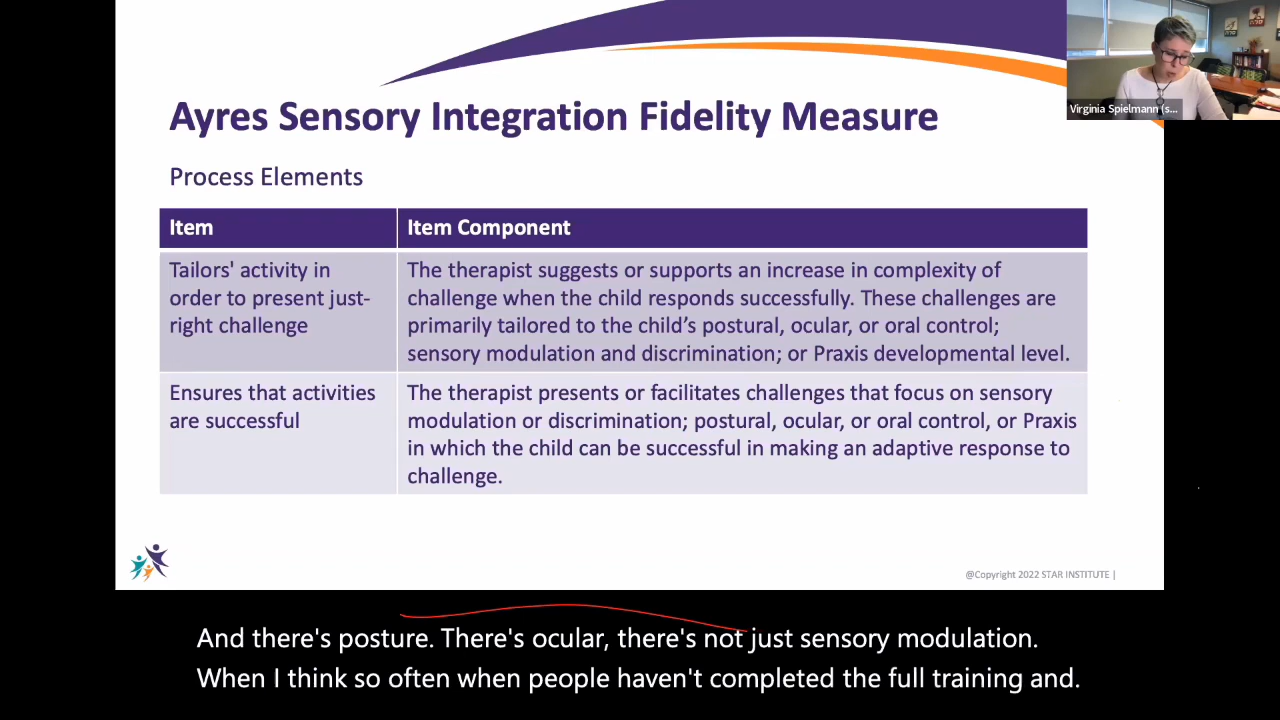 Virginia Spielmann (s...
Ayres Sensory Integration Fidelity Measure
Process Elements
Item
Item Component
Tailors' activity in
order to present just-
right challenge
The therapist suggests or supports an increase in complexity of
challenge when the child responds successfully. These challenges are
primarily tailored to the child's postural, ocular, or oral control;
sensory modulation and discrimination; or Praxis developmental level.
Ensures that activities
are successful
The therapist presents or facilitates challenges that focus on sensory
modulation or discrimination; postural, ocular, or oral control, or Praxis
in which the child can be successful in making an adaptive response to
challenge.
@Copyright 2022 STAR INSTITUTE |
And there's posture. There's ocular, there's not just sensory modulation.
When I think so often when people haven't completed the full training and.